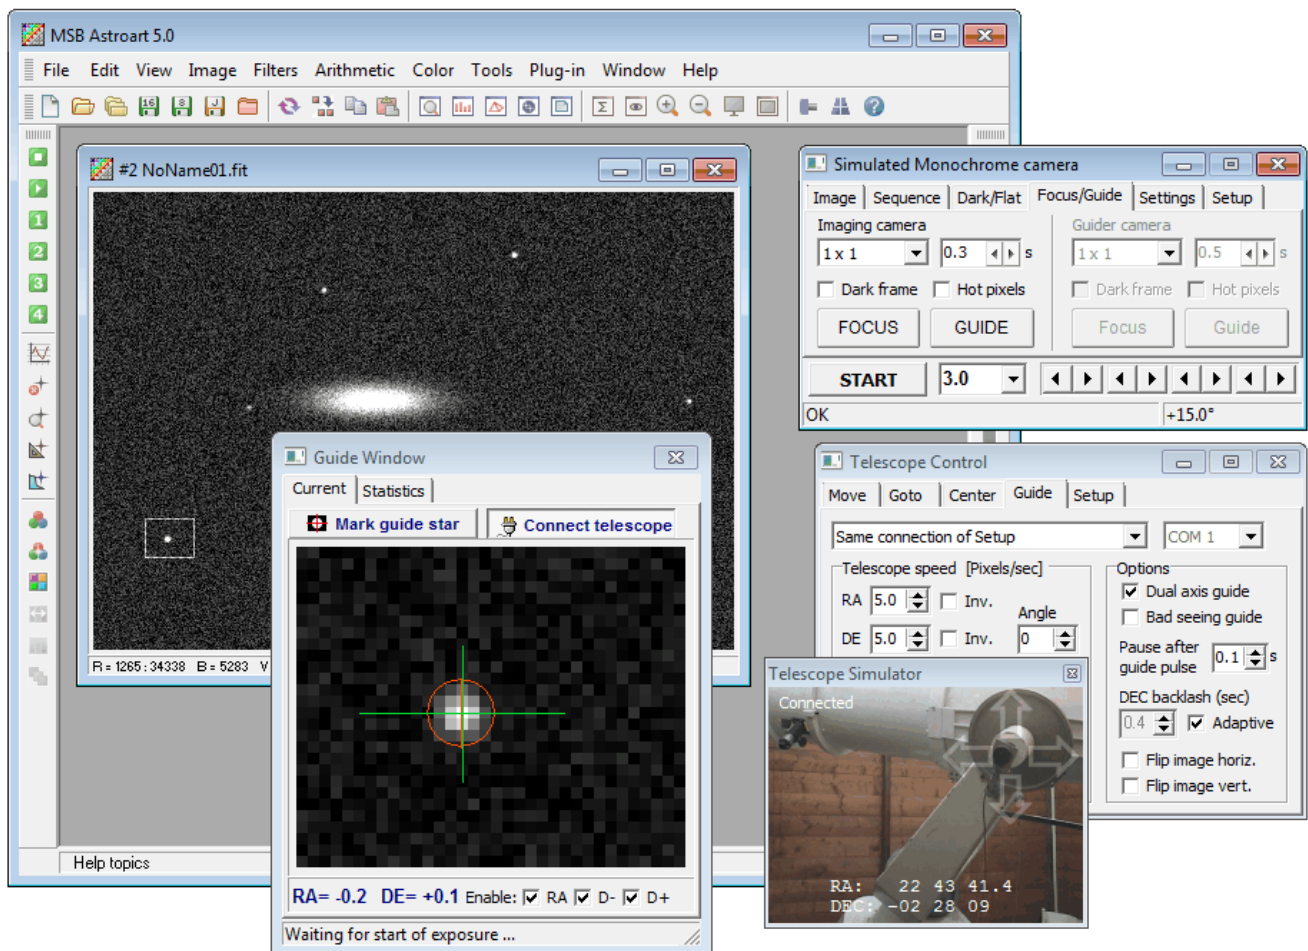 MSB Astroart 5.0
File Edit View Image Filters Arithmetic Color Tools Plug-in Window Help
16 8 J
1
2
3
4
#2 NoName01.fit
R = 1265 : 34338 B = 5283 V
Help topics
Guide Window
Current Statistics
Mark guide star Connect telescope
RA= -0.2 DE= +0.1 Enable: RA D- D+
Waiting for start of exposure ...
Simulated Monochrome camera
Image Sequence Dark/Flat Focus/Guide Settings Setup
Imaging camera Guider camera
1 x 1 0.3 s 1 x 1 0.5 s
Dark frame Hot pixels Dark frame Hot pixels
FOCUS GUIDE Focus Guide
START 3.0
OK +15.0°
Telescope Control
Move Goto Center Guide Setup
Same connection of Setup COM 1
Telescope speed [Pixels/sec] Options
RA 5.0 Inv. Dual axis guide
Angle Bad seeing guide
DE 5.0 Inv. 0
Pause after
guide pulse 0.1 s
DEC backlash (sec)
0.4 Adaptive
Flip image horiz.
Flip image vert.
Telescope Simulator
Connected
RA: 22 43 41.4
DEC: -02 28 09